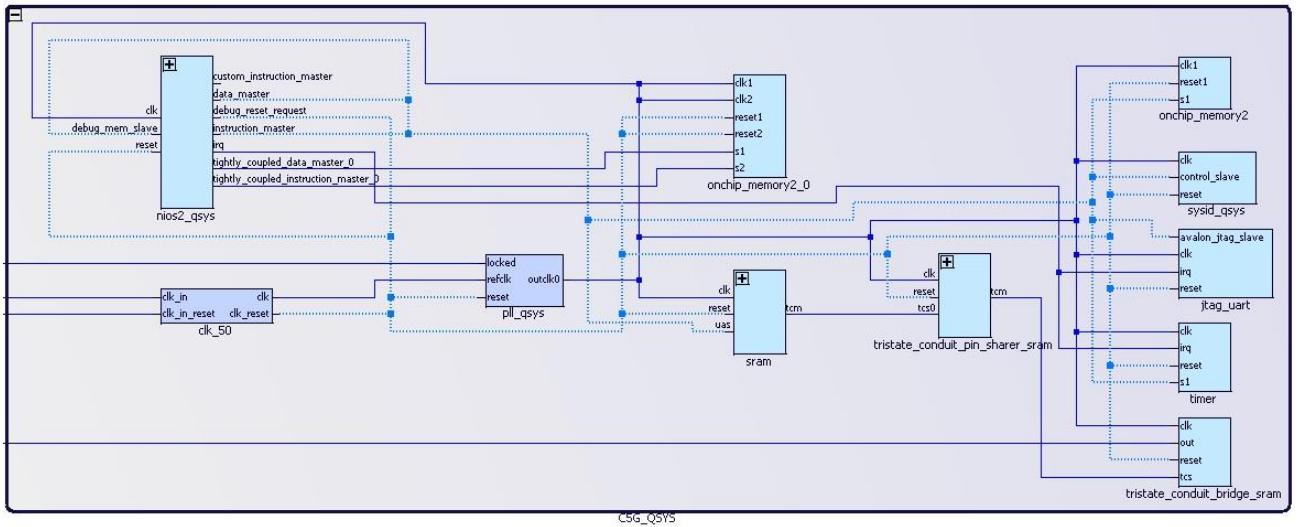 custom_instruction_master
data_master
clk
debug_reset_request
debug_mem_slave
instruction_master
reset
irq
tightly_coupled_data_master_0
tightly_coupled_instruction_master_0
nios2_qsys
clk1
clk2
reset1
reset2
s1
s2
onchip_memory2_0
clk1
reset1
s1
onchip_memory2
clk
control_slave
reset
sysid_qsys
avalon_jtag_slave
clk
irq
reset
jtag_uart
locked
refclk
outclk0
reset
pll_qsys
clk_in
clk
clk_in_reset
clk_reset
clk_50
clk
reset
tcm
uas
sram
clk
reset
tcm
tcs0
tristate_conduit_pin_sharer_sram
clk
irq
reset
s1
timer
clk
out
reset
tcs
tristate_conduit_bridge_sram
C5G_QSYS